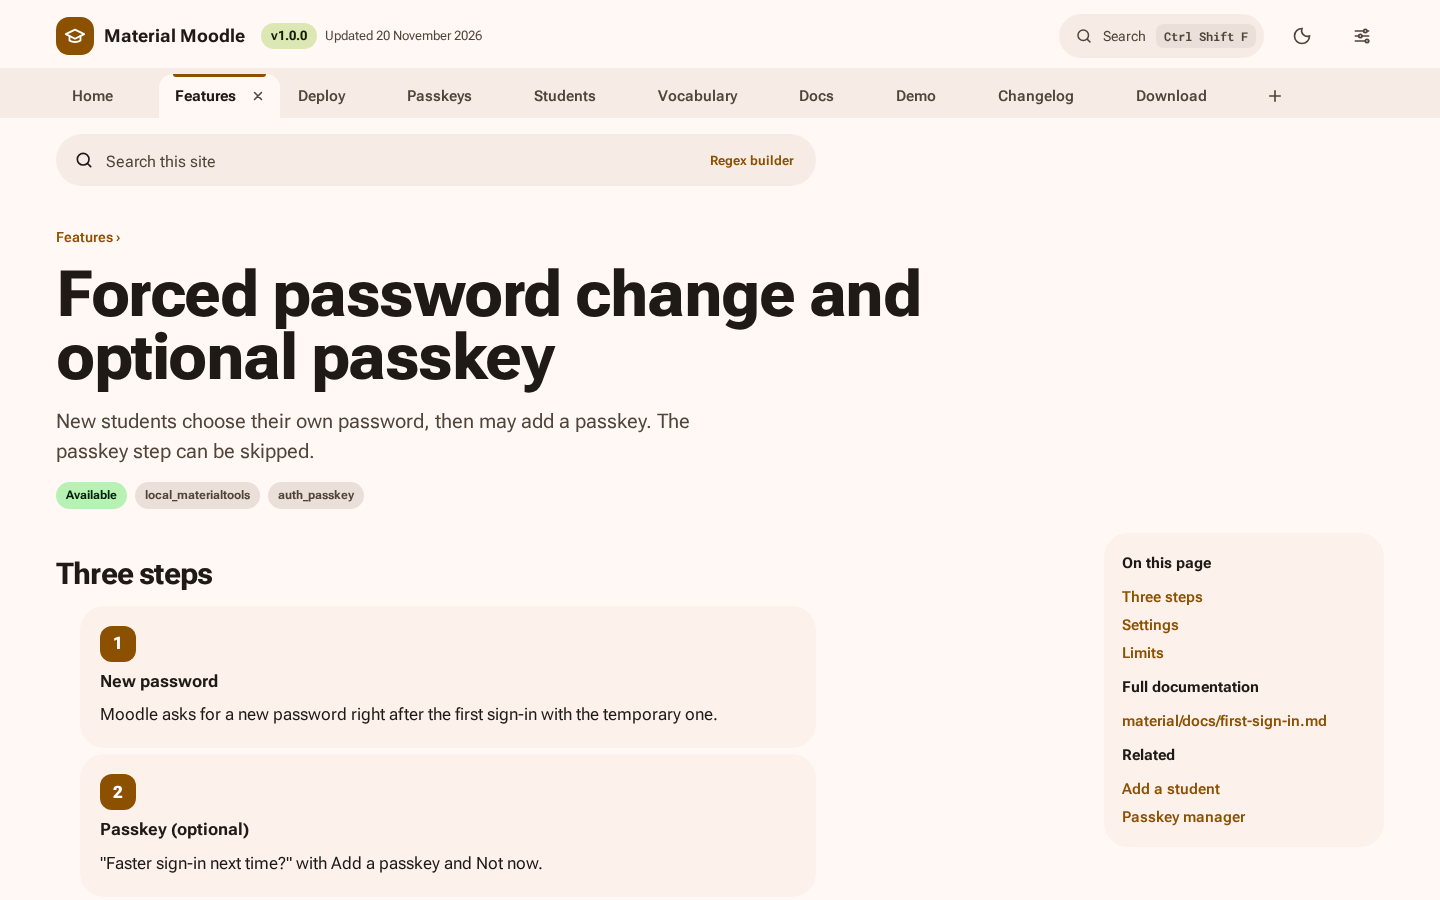 Material Moodle
v1.0.0
Updated 20 November 2026
Search
Ctrl Shift F
Home
Features
Deploy
Passkeys
Students
Vocabulary
Docs
Demo
Changelog
Download
Search this site
Regex builder
Features ›
Forced password change and
optional passkey
New students choose their own password, then may add a passkey. The
passkey step can be skipped.
Available
local_materialtools
auth_passkey
Three steps
1
New password
Moodle asks for a new password right after the first sign-in with the temporary one.
2
Passkey (optional)
"Faster sign-in next time?" with Add a passkey and Not now.
On this page
Three steps
Settings
Limits
Full documentation
material/docs/first-sign-in.md
Related
Add a student
Passkey manager